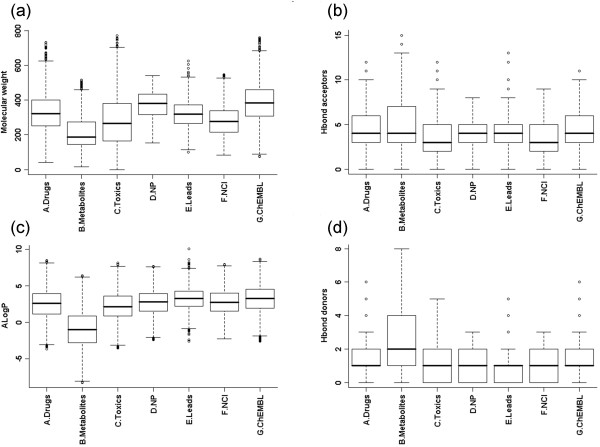 (a)
Molecular weight
800
600
400
200
0
A.Drugs
B.Metabolites
C.Toxics
D.NP
E.Leads
F.NCI
G.ChEMBL
(b)
Hbond acceptors
15
10
5
0
A.Drugs
B.Metabolites
C.Toxics
D.NP
E.Leads
F.NCI
G.ChEMBL
(c)
ALogP
10
5
0
-5
A.Drugs
B.Metabolites
C.Toxics
D.NP
E.Leads
F.NCI
G.ChEMBL
(d)
Hbond donors
8
6
4
2
0
A.Drugs
B.Metabolites
C.Toxics
D.NP
E.Leads
F.NCI
G.ChEMBL